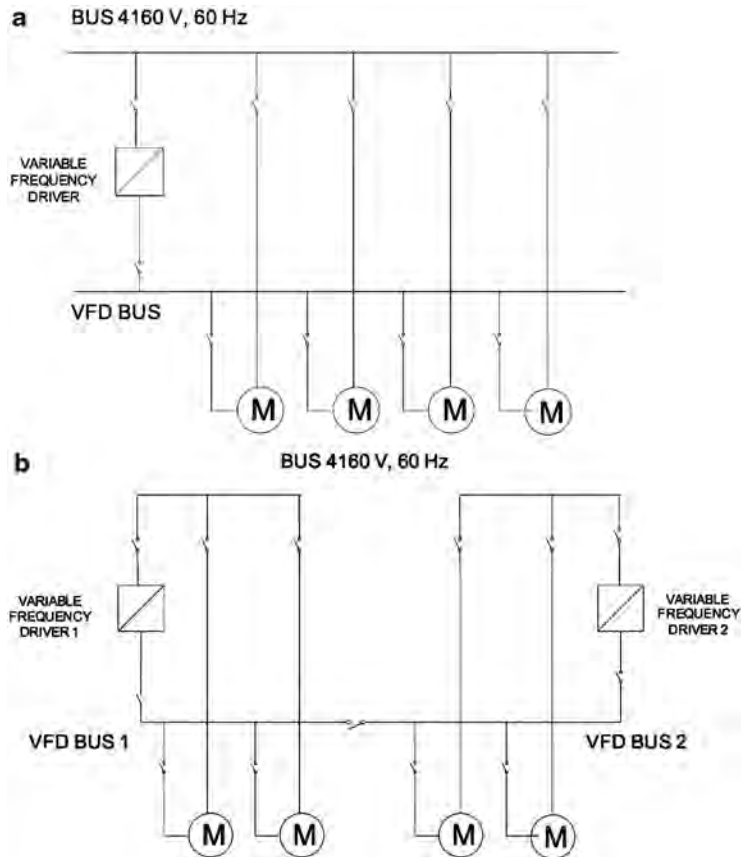 a
BUS 4160 V, 60 Hz
VARIABLE
FREQUENCY
DRIVER
VFD BUS
M
M
M
M
b
BUS 4160 V, 60 Hz
VARIABLE
FREQUENCY
DRIVER 1
VARIABLE
FREQUENCY
DRIVER 2
VFD BUS 1
VFD BUS 2
M
M
M
M